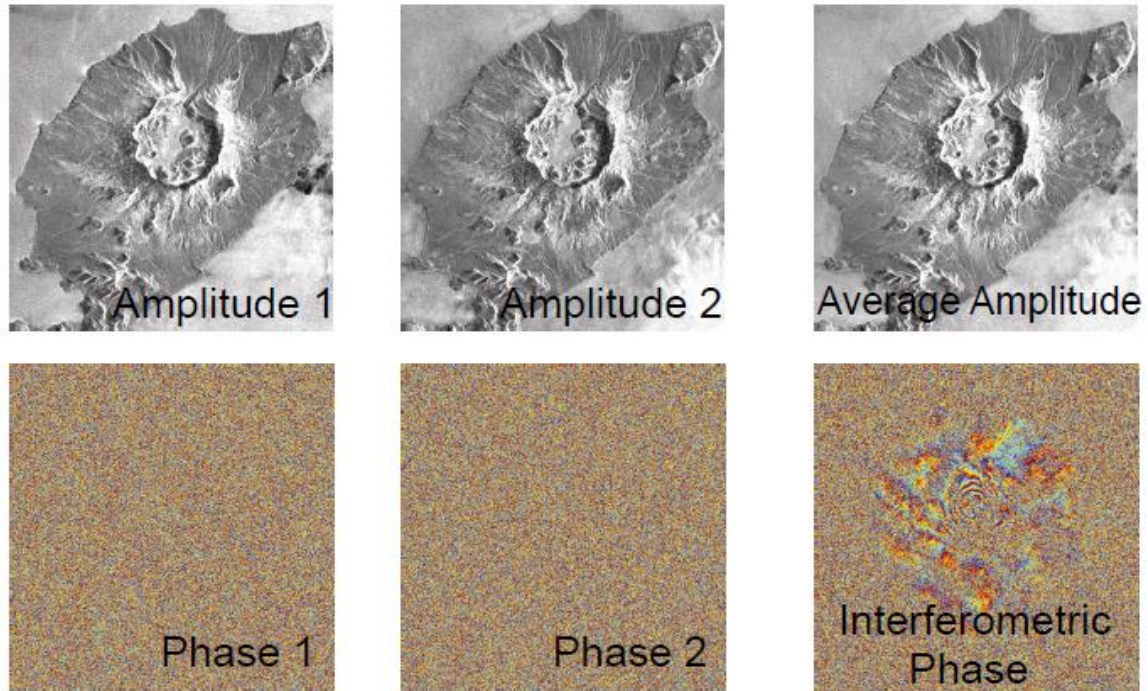 Amplitude 1
Amplitude 2
Average Amplitude
Phase 1
Phase 2
Interferometric
Phase